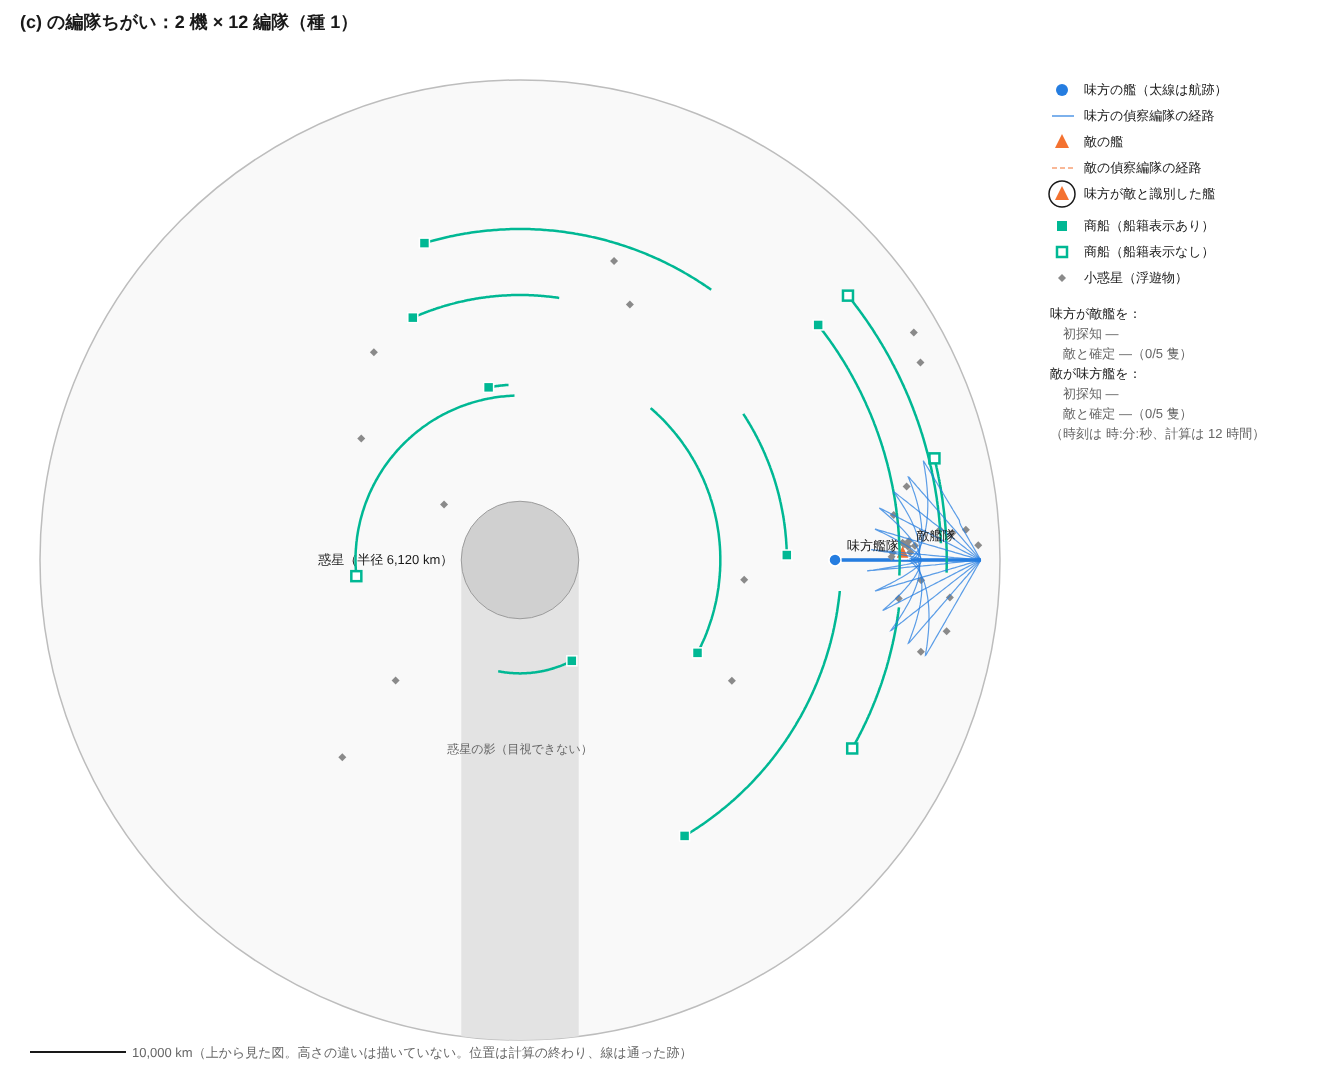 (c) の編隊ちがい：2 機 × 12 編隊（種 1）
味方の艦（太線は航跡）
味方の偵察編隊の経路
敵の艦
敵の偵察編隊の経路
味方が敵と識別した艦
商船（船籍表示あり）
商船（船籍表示なし）
小惑星（浮遊物）
味方が敵艦を：
初探知 —
敵と確定 —（0/5 隻）
敵が味方艦を：
初探知 —
敵と確定 —（0/5 隻）
（時刻は 時:分:秒、計算は 12 時間）
敵艦隊
味方艦隊
惑星（半径 6,120 km）
惑星の影（目視できない）
10,000 km（上から見た図。高さの違いは描いていない。位置は計算の終わり、線は通った跡）